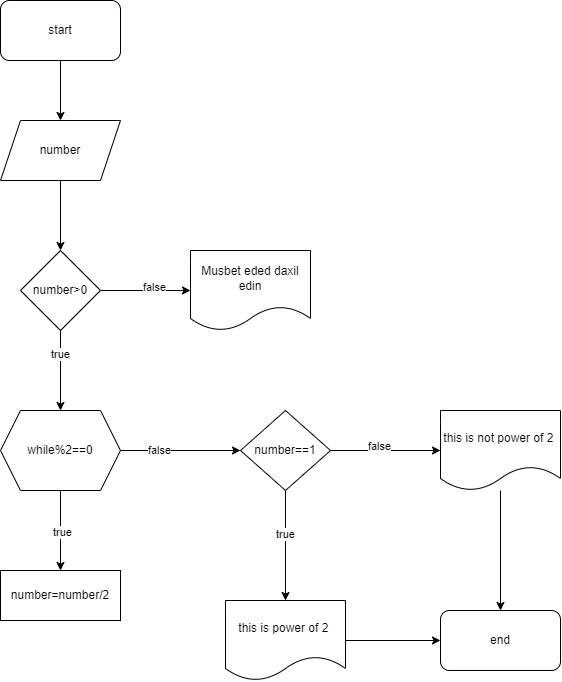 start
number
number>0
false
Musbet eded daxil
edin
true
while%2==0
false
number==1
false
this is not power of 2
true
true
number=number/2
this is power of 2
end